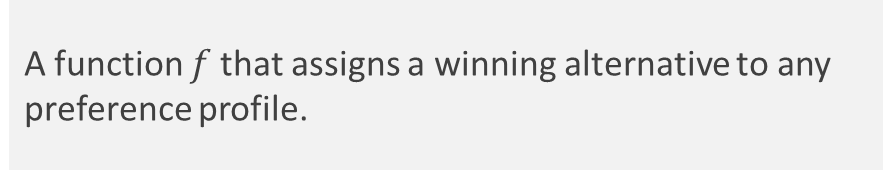 A function f that assigns a winning alternative to any
preference profile.